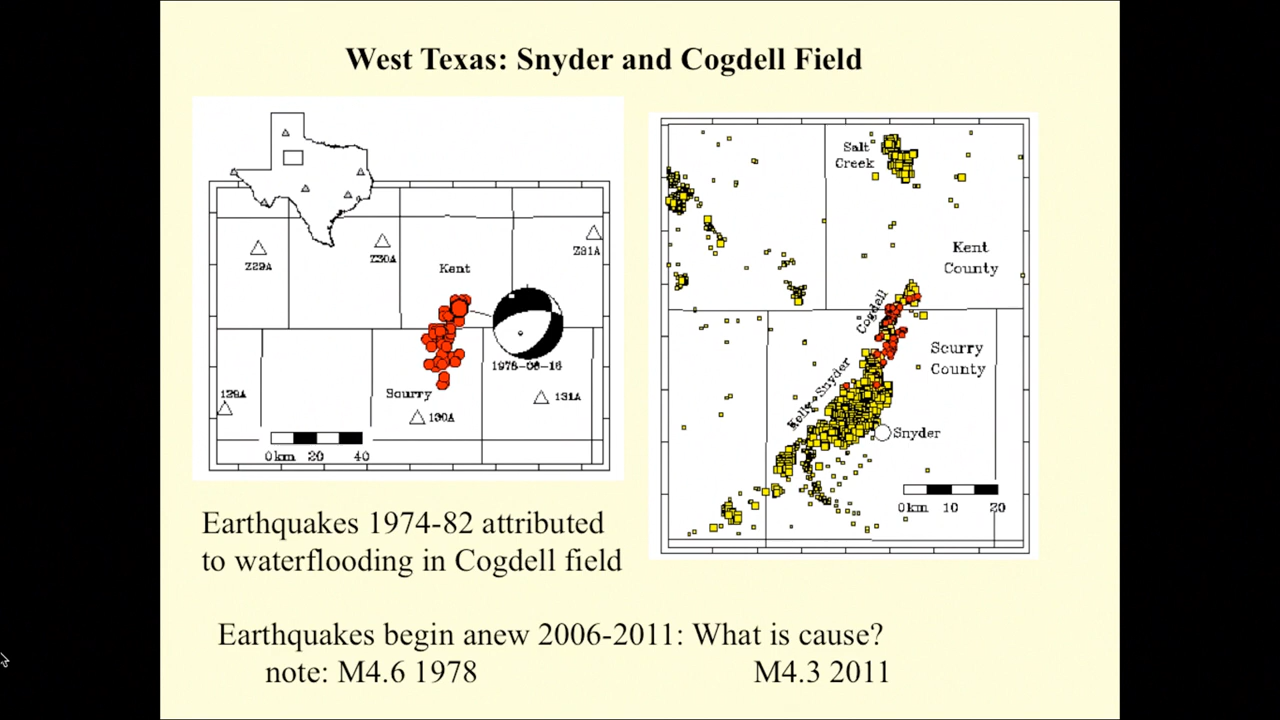 West Texas: Snyder and Cogdell Field
Z29A
Z30A
Z31A
Kent
1978-06-16
Scurry
129A
130A
131A
0km 20 40
Salt
Creek
Kent
County
Cogdell
Scurry
County
Kelly-Snyder
Snyder
0km 10 20
Earthquakes 1974-82 attributed
to waterflooding in Cogdell field
Earthquakes begin anew 2006-2011: What is cause?
note: M4.6 1978 M4.3 2011